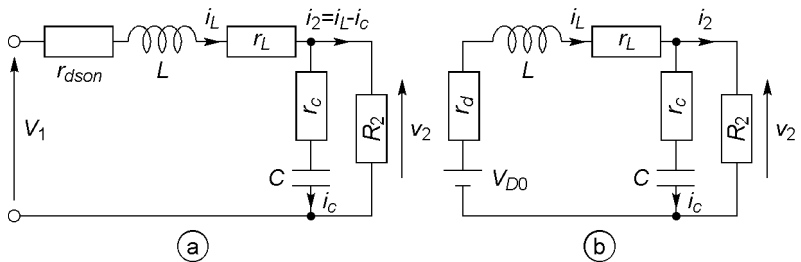 i_L i_2=i_L-i_c
r_dson L r_L
V_1 r_c R_2 v_2
C
i_c
a
i_L i_2
L r_L
r_d r_c R_2 v_2
V_D0 C
i_c
b